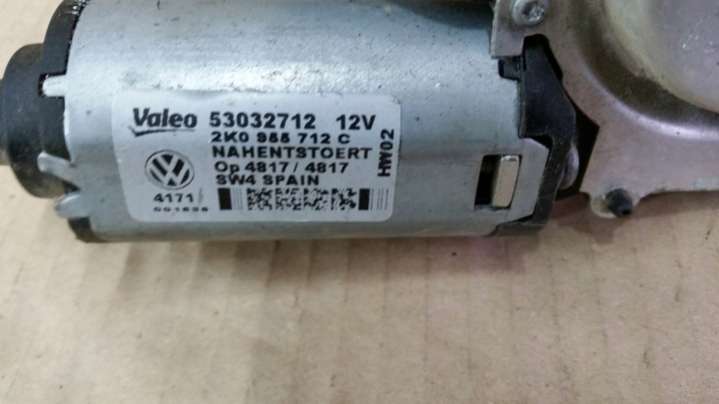 Valeo 53032712 12V
2K0 955 712 C
NAHENTSTOERT
Op 4817 / 4817
SW4 SPAIN
HW02
4171